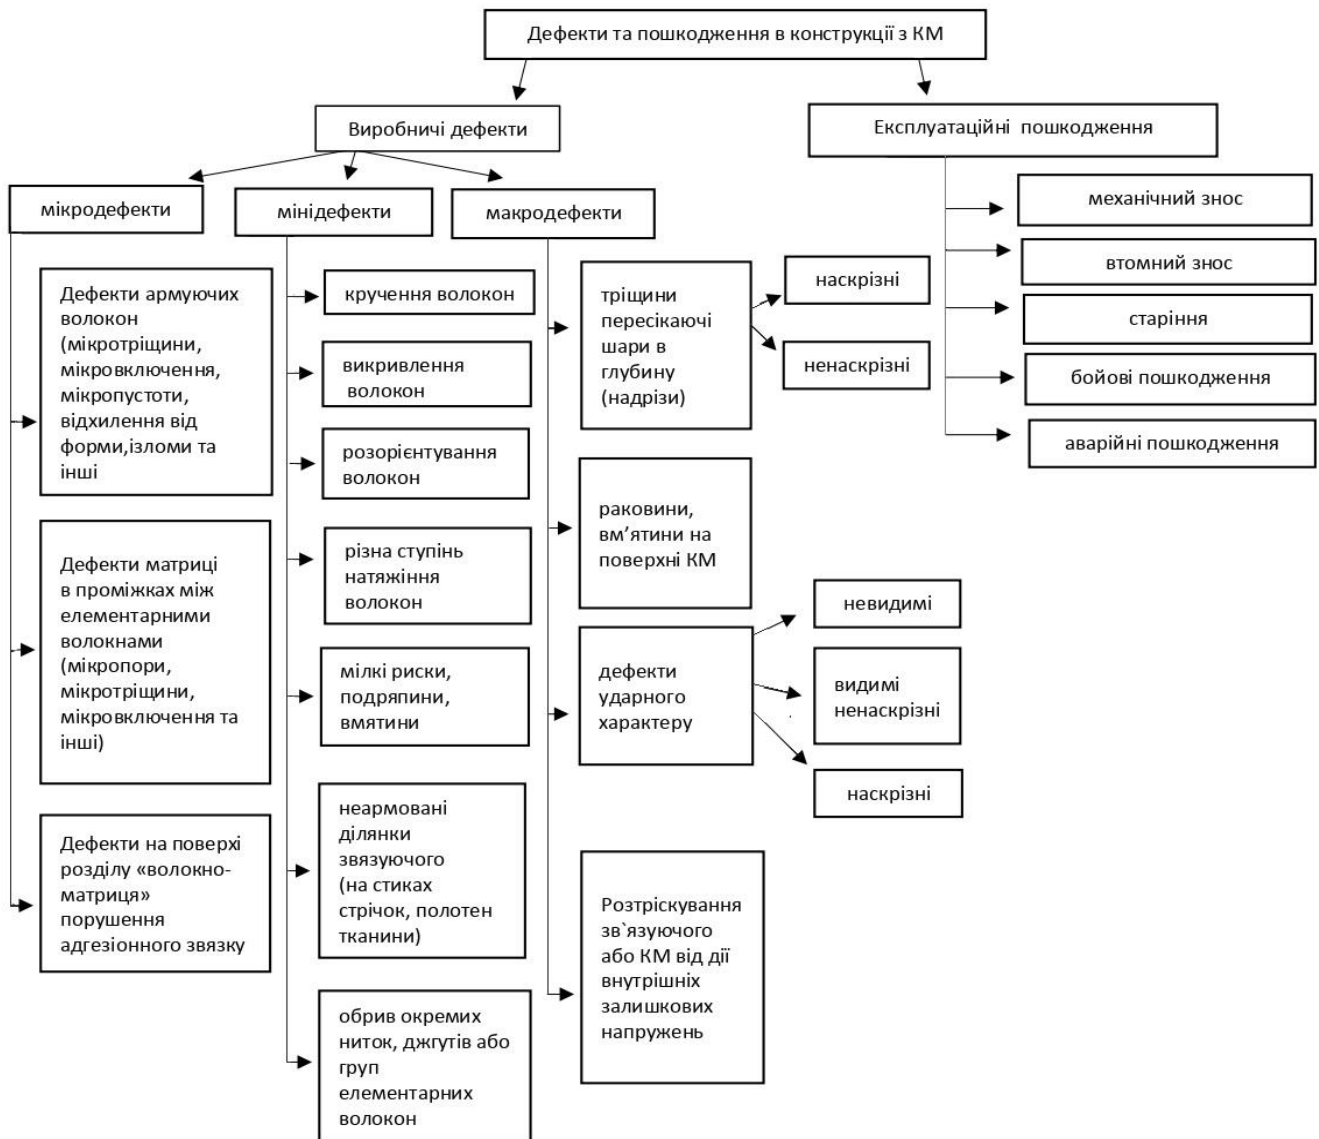 Дефекти та пошкодження в конструкції з КМ
Виробничі дефекти
Експлуатаційні пошкодження
мікродефекти
мінідефекти
макродефекти
Дефекти армуючих
волокон
(мікротріщини,
мікровключення,
мікропустоти,
відхилення від
форми,ізломи та
інші
Дефекти матриці
в проміжках між
елементарними
волокнами
(мікропори,
мікротріщини,
мікровключення та
інші)
Дефекти на поверхі
розділу «волокно-
матриця»
порушення
адгезіонного звязку
кручення волокон
викривлення
волокон
розорієнтування
волокон
різна ступінь
натяжіння
волокон
мілкі риски,
подряпини,
вмятини
неармовані
ділянки
звязуючого
(на стиках
стрічок, полотен
тканини)
обрив окремих
ниток, джгутів або
груп
елементарних
волокон
тріщини
пересікаючі
шари в
глубину
(надрізи)
наскрізні
ненаскрізні
раковини,
вм’ятини на
поверхні КМ
дефекти
ударного
характеру
невидимі
видимі
ненаскрізні
наскрізні
Розтріскування
зв`язуючого
або КМ від дії
внутрішніх
залишкових
напружень
механічний знос
втомний знос
старіння
бойові пошкодження
аварійні пошкодження